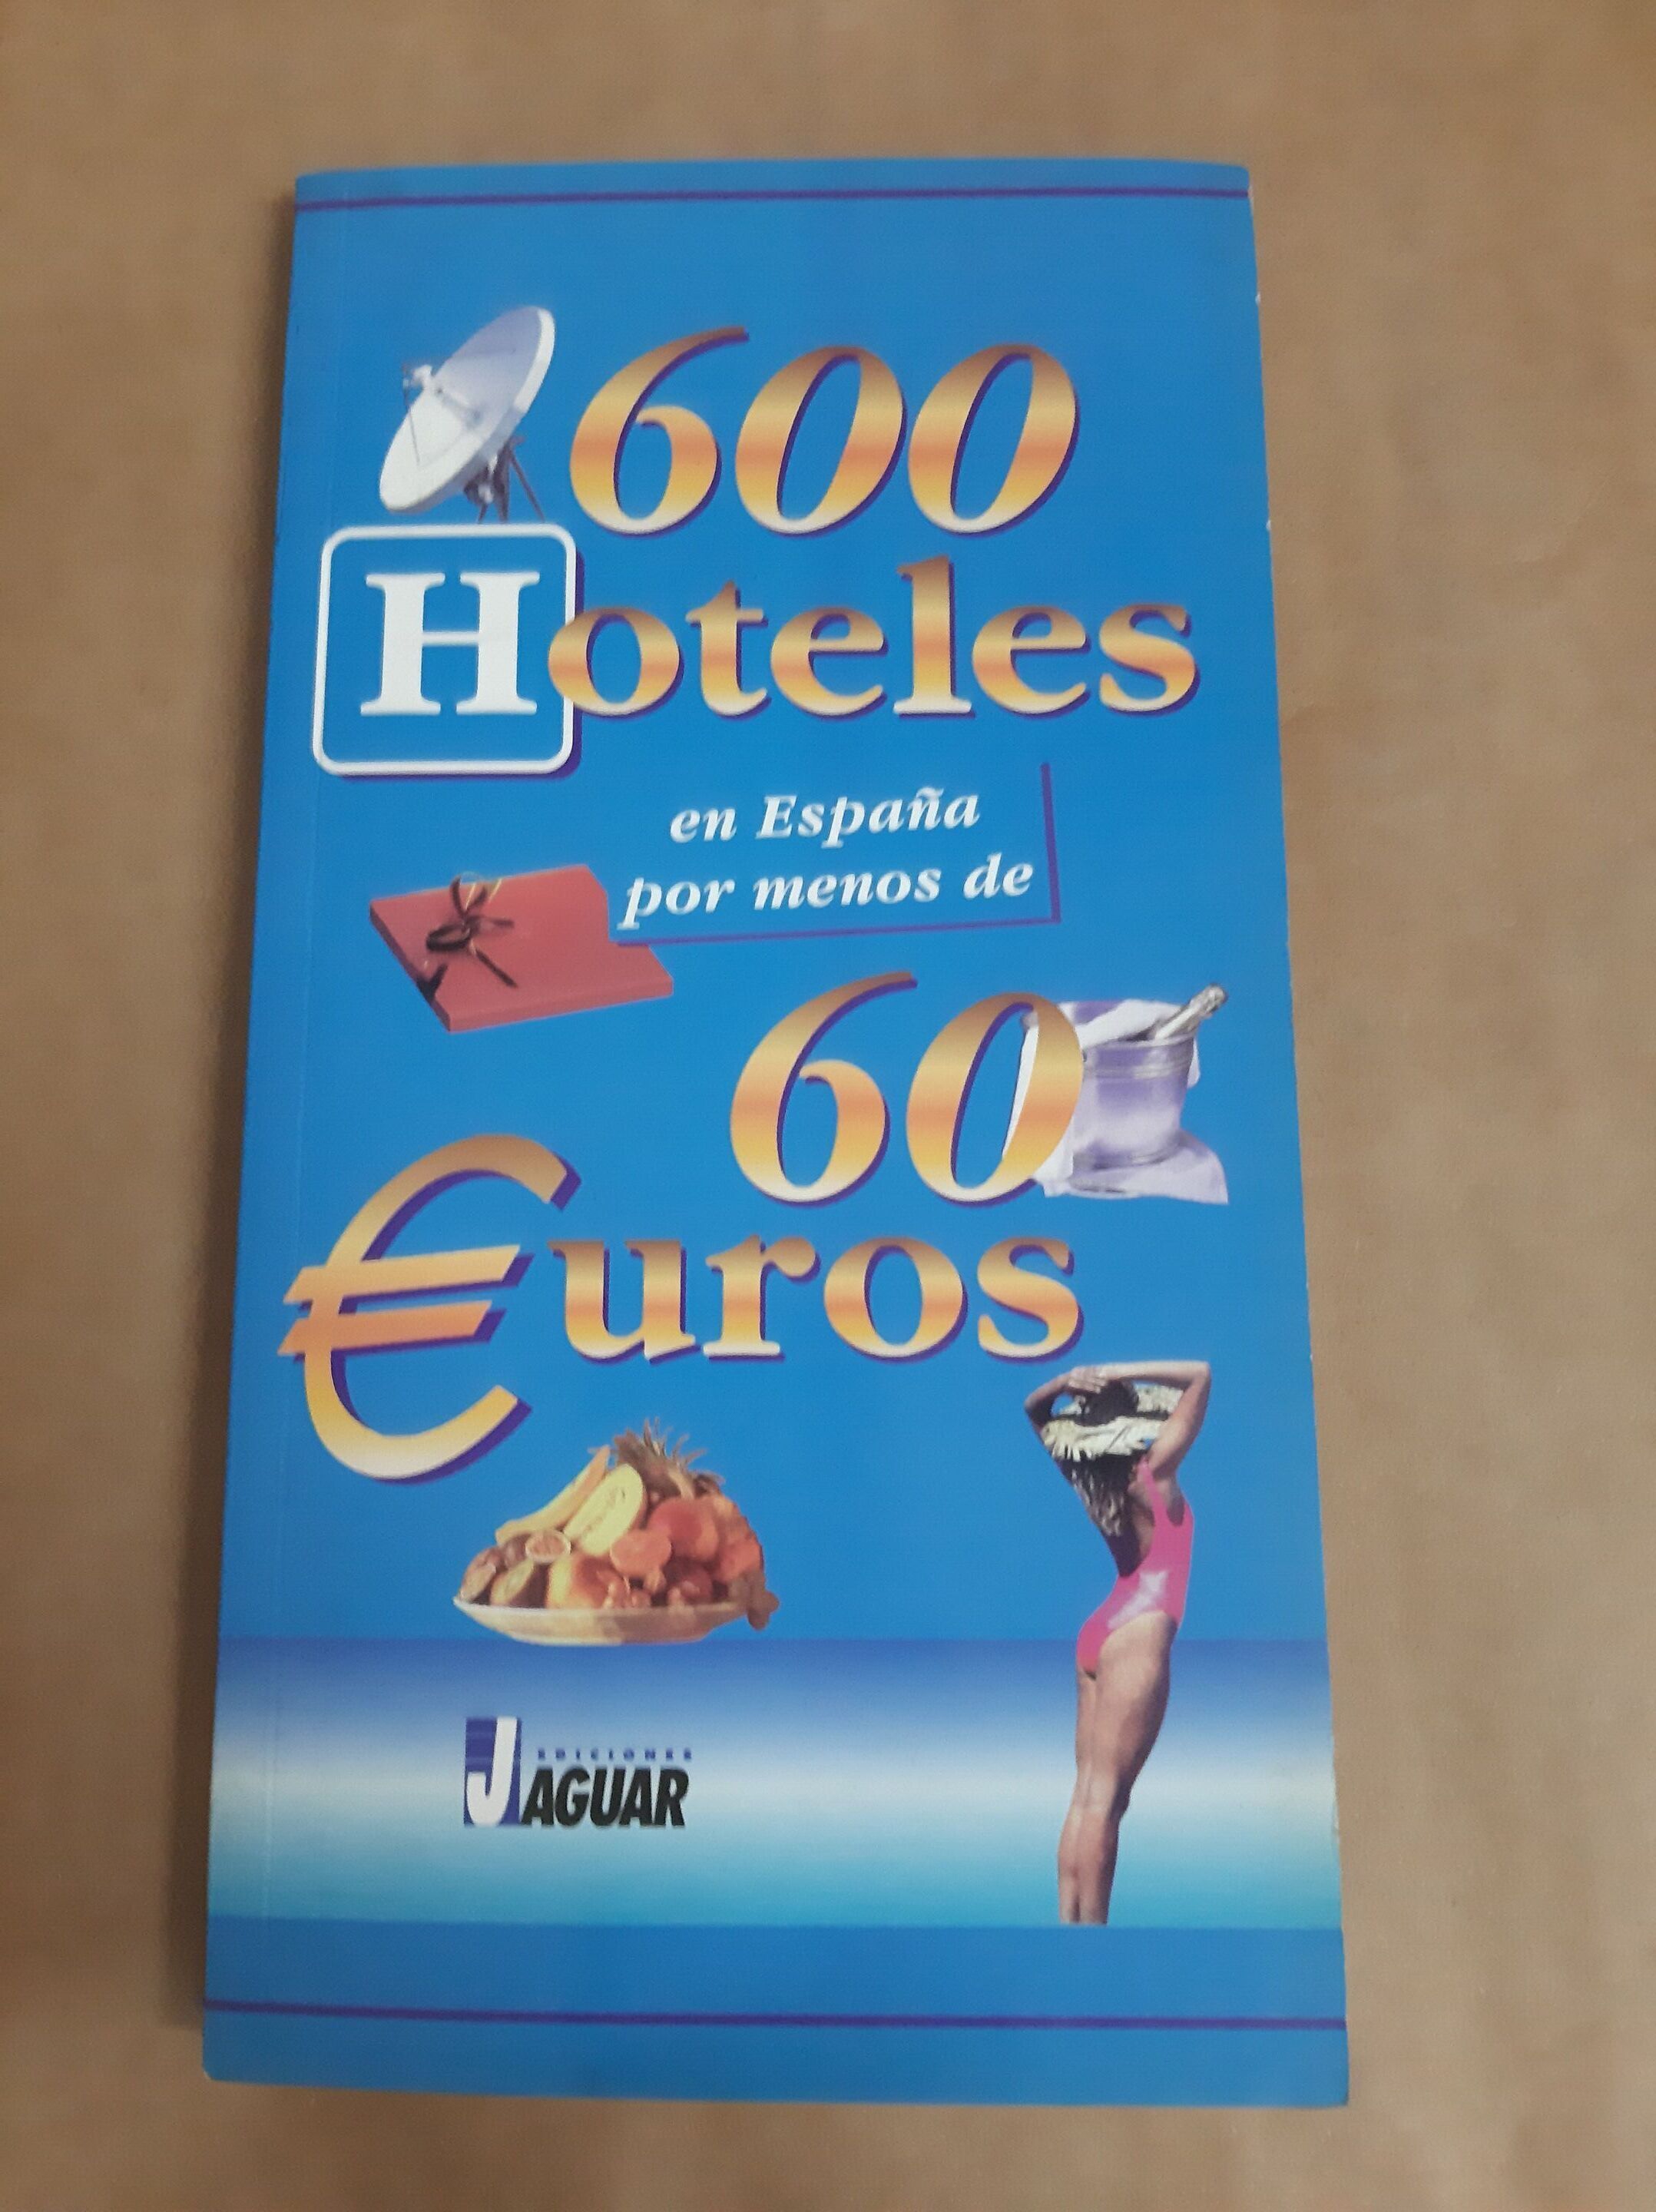 600
Hoteles
en España
por menos de
60
€uros
EDICIONES
JAGUAR